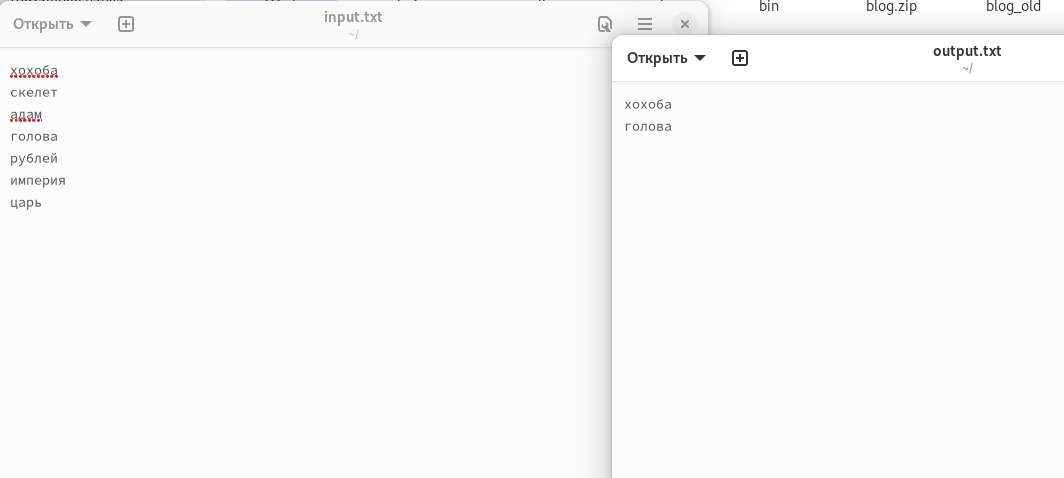 Открыть
input.txt
~/
хохоба
скелет
адам
голова
рублей
империя
царь
bin
blog.zip
blog_old
Открыть
output.txt
~/
хохоба
голова